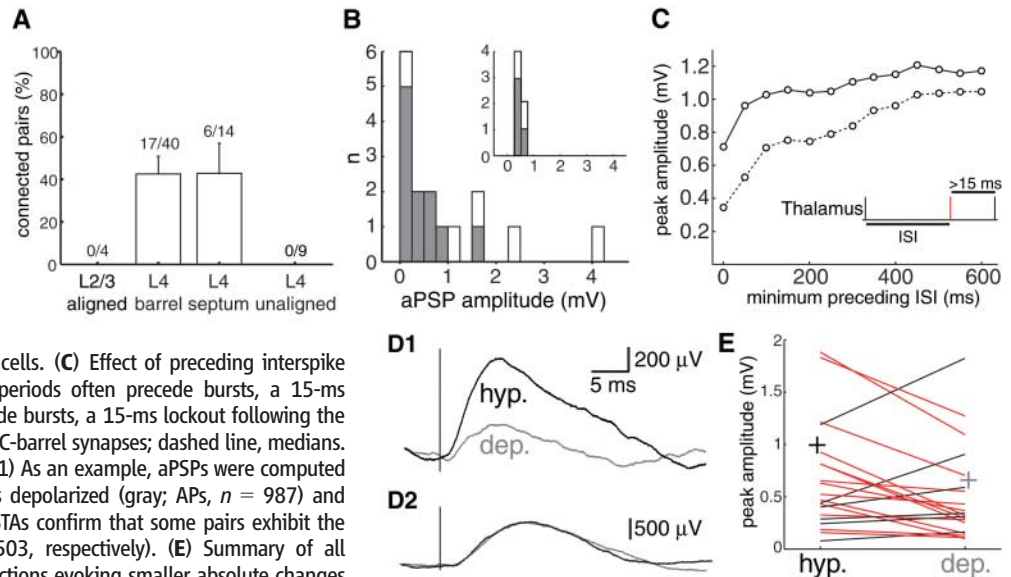 A
connected pairs (%)
100
80
60
40
20
0
0/4
17/40
6/14
0/9
L2/3 L4 L4 L4
aligned barrel septum unaligned
B
n
6
5
4
3
2
1
0
0 1 2 3 4
aPSP amplitude (mV)
4
3
2
1
0
0 1 2 3 4
C
peak amplitude (mV)
1.2
1.0
0.8
0.6
0.4
0.2
0 200 400 600
minimum preceding ISI (ms)
>15 ms
Thalamus
ISI
cells. (C) Effect of preceding interspike
periods often precede bursts, a 15-ms
de bursts, a 15-ms lockout following the
C-barrel synapses; dashed line, medians.
1) As an example, aPSPs were computed
s depolarized (gray; APs, n = 987) and
STAs confirm that some pairs exhibit the
503, respectively). (E) Summary of all
ctions evoking smaller absolute changes
D1
hyp.
dep.
200 µV
5 ms
D2
500 µV
E
peak amplitude (mV)
2
1.5
1
0.5
0
hyp. dep.